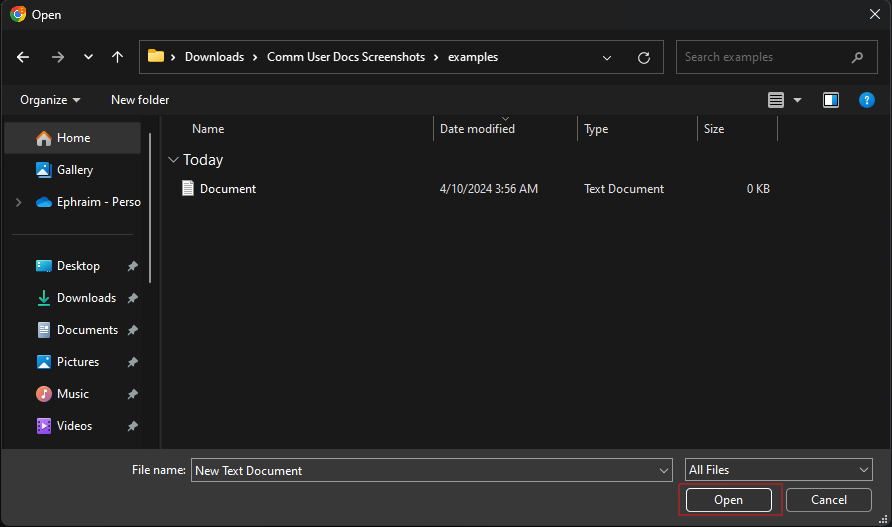 Open
Downloads > Comm User Docs Screenshots > examples
Search examples
Organize New folder
?
Name Date modified Type Size
Home
Gallery
Ephraim - Perso
Desktop
Downloads
Documents
Pictures
Music
Videos
Today
Document 4/10/2024 3:56 AM Text Document 0 KB
File name: New Text Document All Files
Open Cancel